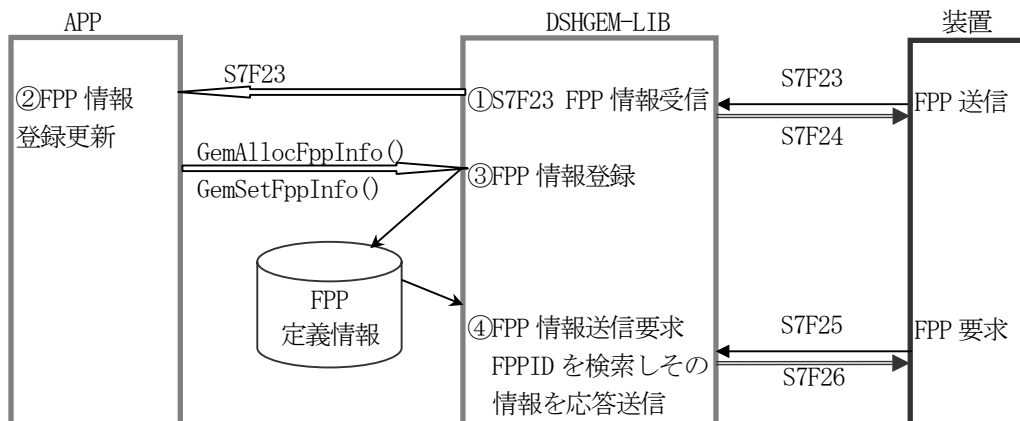 APP
DSHGEM-LIB
装置
S7F23
②FPP 情報
登録更新
①S7F23 FPP 情報受信
S7F23
FPP 送信
S7F24
GemAllocFppInfo()
GemSetFppInfo()
③FPP 情報登録
FPP
定義情報
④FPP 情報送信要求
FPPID を検索しその
情報を応答送信
S7F25
FPP 要求
S7F26